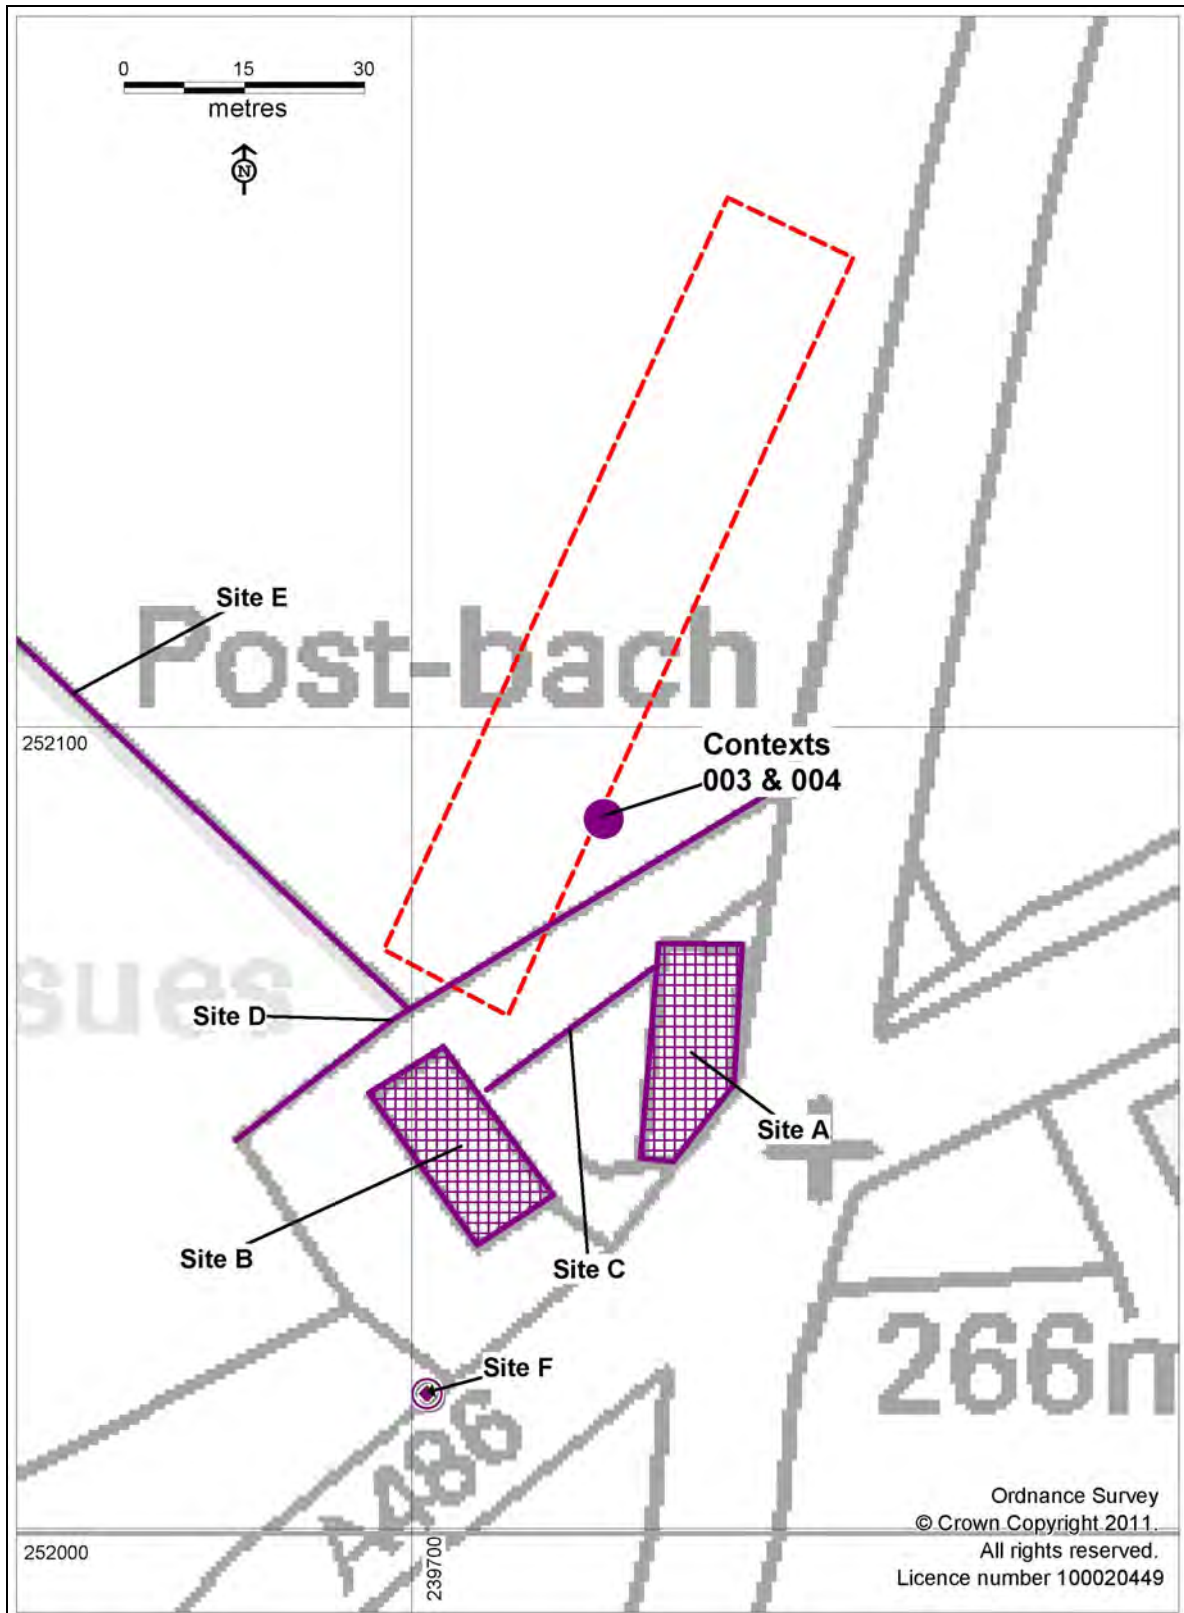 0 15 30
metres
N
Site E
Post-bach
252100
Contexts
003 & 004
sues
Site D
Site A
Site B
Site C
266m
Site F
A486
Ordnance Survey
© Crown Copyright 2011.
All rights reserved.
Licence number 100020449
252000
239700